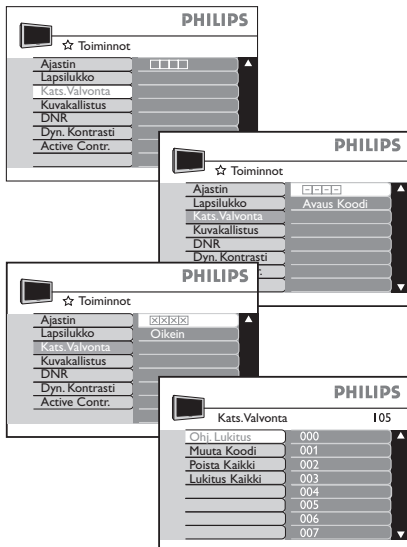 PHILIPS
☆ Toiminnot
Ajastin
Lapsilukko
Kats.Valvonta
Kuvakallistus
DNR
Dyn. Kontrasti
Active Contr.
PHILIPS
☆ Toiminnot
Ajastin - - - -
Lapsilukko Avaus Koodi
Kats.Valvonta
Kuvakallistus
DNR
Dyn. Kontrasti
PHILIPS
☆ Toiminnot
Ajastin XXXX
Lapsilukko Oikein
Kats.Valvonta
Kuvakallistus
DNR
Dyn. Kontrasti
Active Contr.
PHILIPS
Kats.Valvonta 105
Ohj. Lukitus 000
Muuta Koodi 001
Poista Kaikki 002
Lukitus Kaikki 003
004
005
006
007